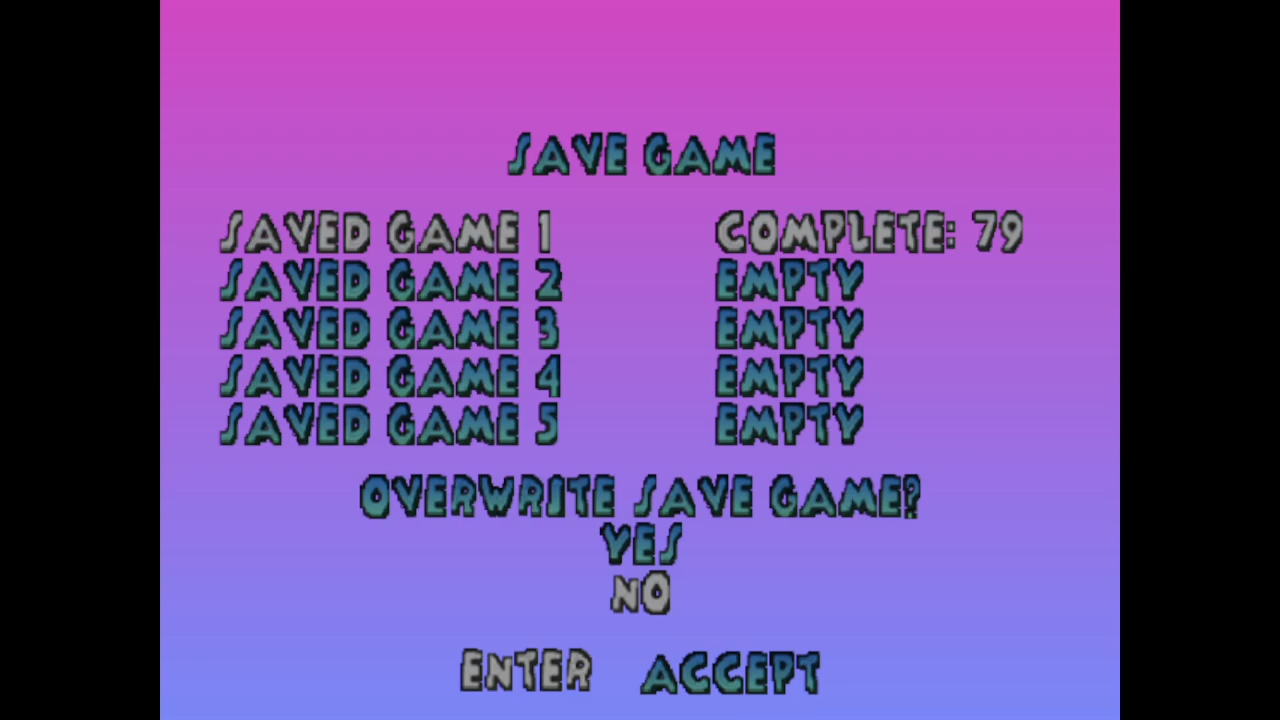 SAVE GAME
SAVED GAME 1 COMPLETE: 79
SAVED GAME 2 EMPTY
SAVED GAME 3 EMPTY
SAVED GAME 4 EMPTY
SAVED GAME 5 EMPTY
OVERWRITE SAVE GAME?
YES
NO
ENTER ACCEPT